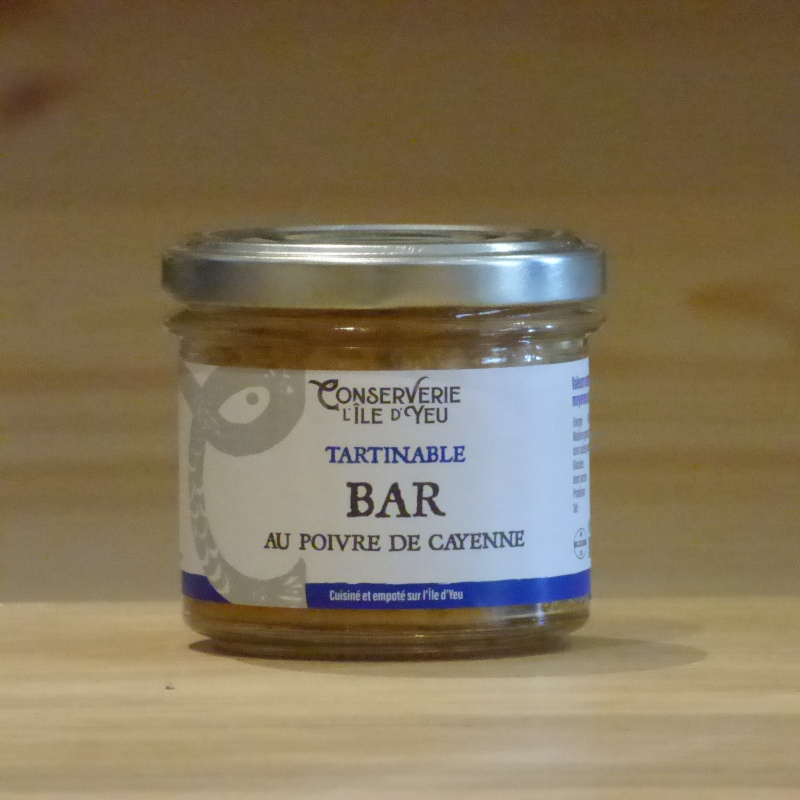 CONSERVERIE
L'ÎLE D'YEU
TARTINABLE
BAR
AU POIVRE DE CAYENNE
Cuisiné et empoté sur l'Île d'Yeu